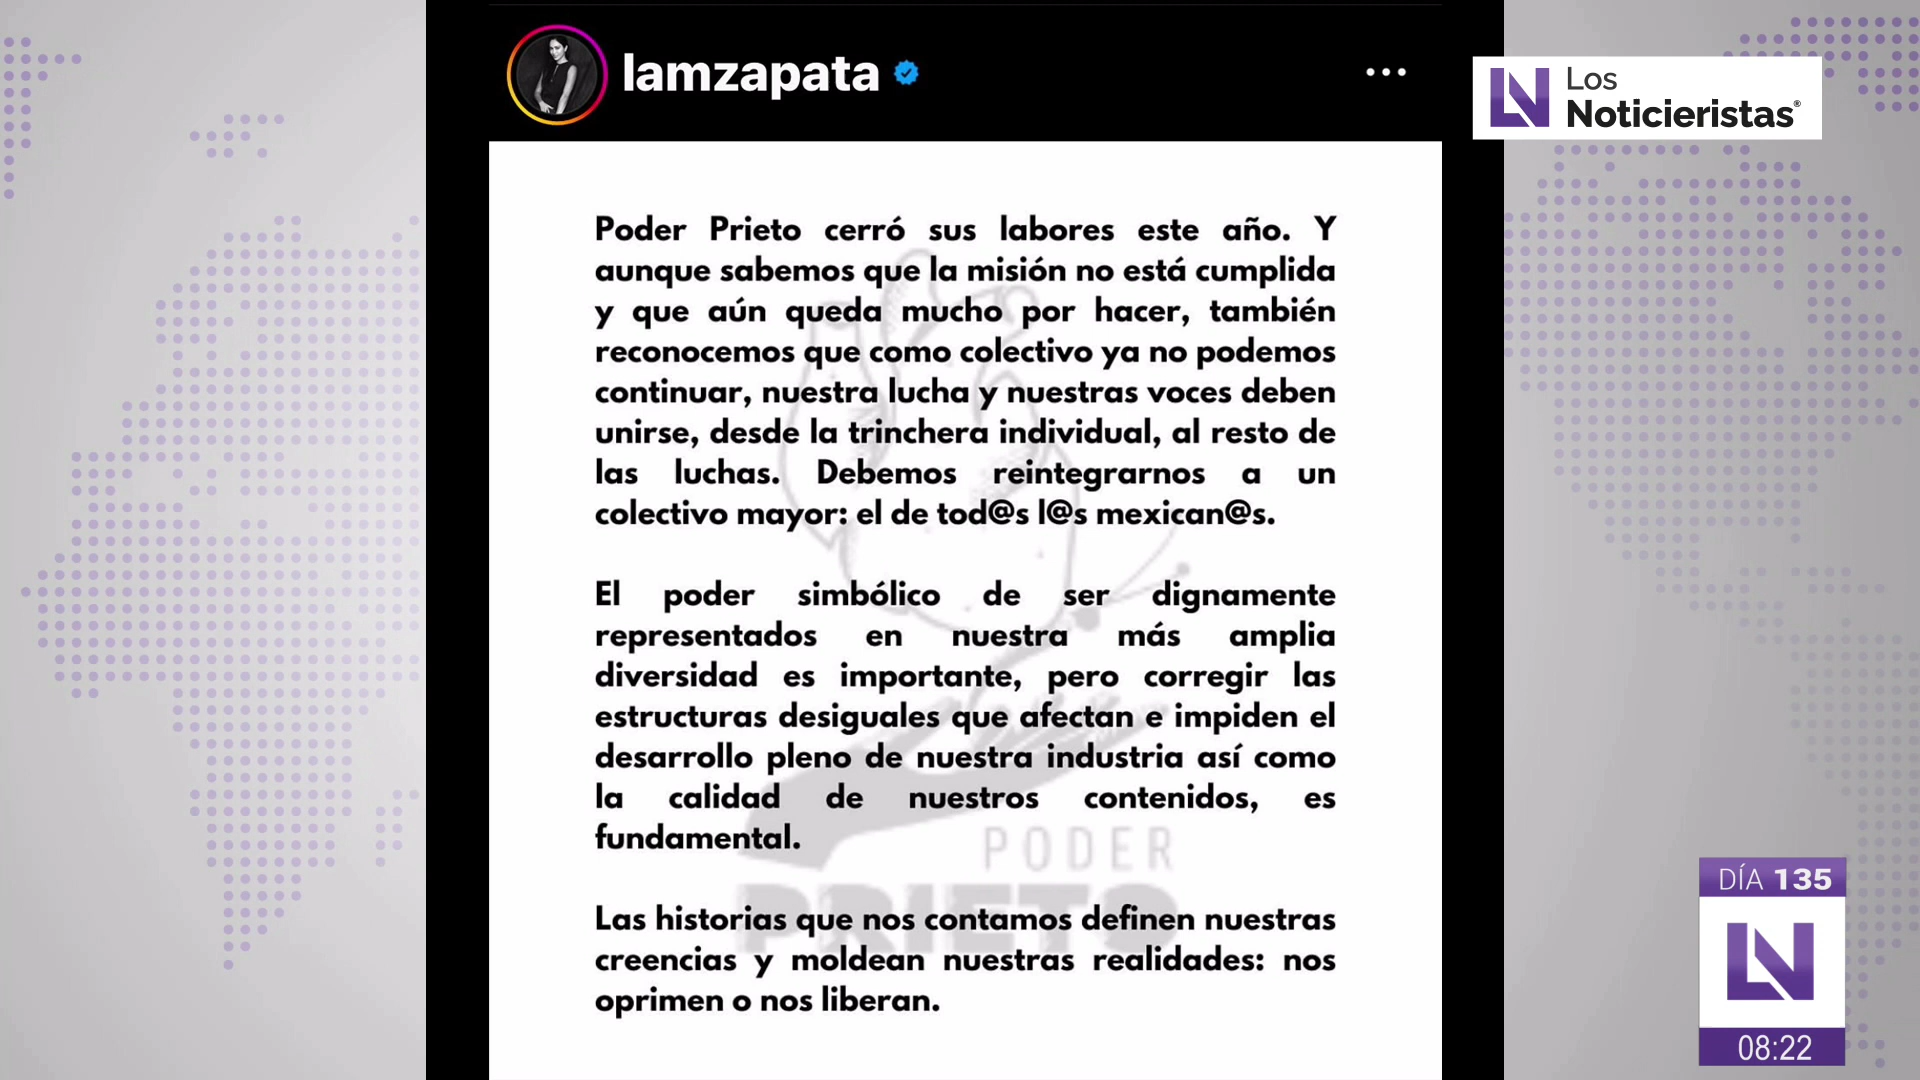 Iamzapata
Los
Noticieristas®
Poder Prieto cerró sus labores este año. Y
aunque sabemos que la misión no está cumplida
y que aún queda mucho por hacer, también
reconocemos que como colectivo ya no podemos
continuar, nuestra lucha y nuestras voces deben
unirse, desde la trinchera individual, al resto de
las luchas. Debemos reintegrarnos a un
colectivo mayor: el de tod@s l@s mexican@s.
El poder simbólico de ser dignamente
representados en nuestra más amplia
diversidad es importante, pero corregir las
estructuras desiguales que afectan e impiden el
desarrollo pleno de nuestra industria así como
la calidad de nuestros contenidos, es
fundamental.
Las historias que nos contamos definen nuestras
creencias y moldean nuestras realidades: nos
oprimen o nos liberan.
PODER
PRIETO
DÍA 135
LN
08:22